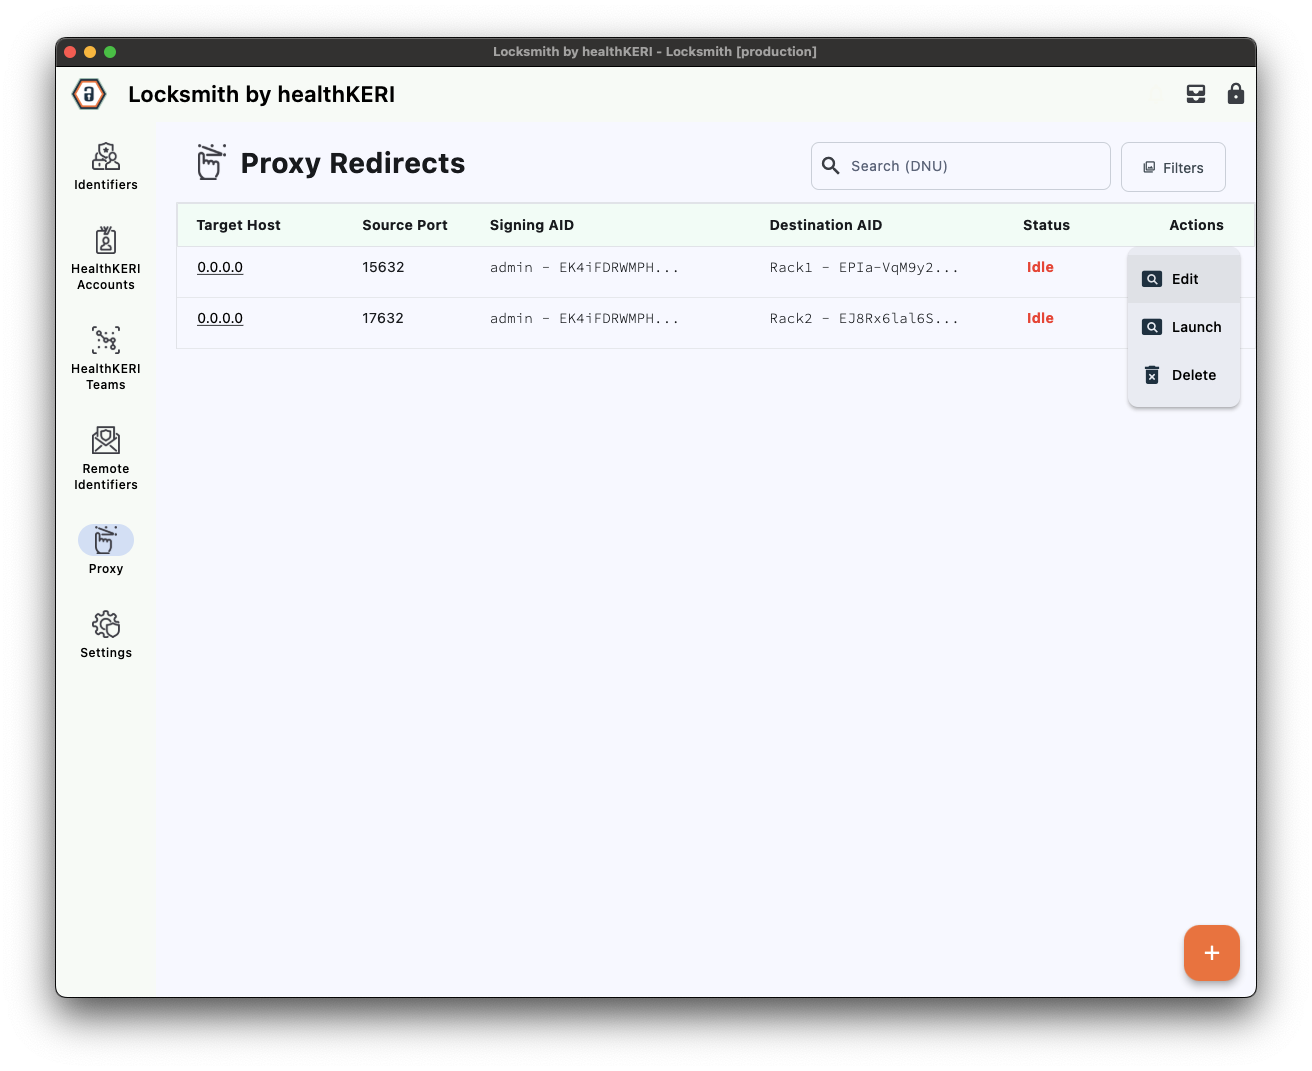 Locksmith by healthKERI - Locksmith [production]
Locksmith by healthKERI
Identifiers
HealthKERI
Accounts
HealthKERI
Teams
Remote
Identifiers
Proxy
Settings
Proxy Redirects
Search (DNU)
Filters
Target Host Source Port Signing AID Destination AID Status Actions
0.0.0.0 15632 admin - EK4iFDRWMPH... Rack1 - EPIa-VqM9y2... Idle
0.0.0.0 17632 admin - EK4iFDRWMPH... Rack2 - EJ8Rx6lal6S... Idle
Edit
Launch
Delete
+